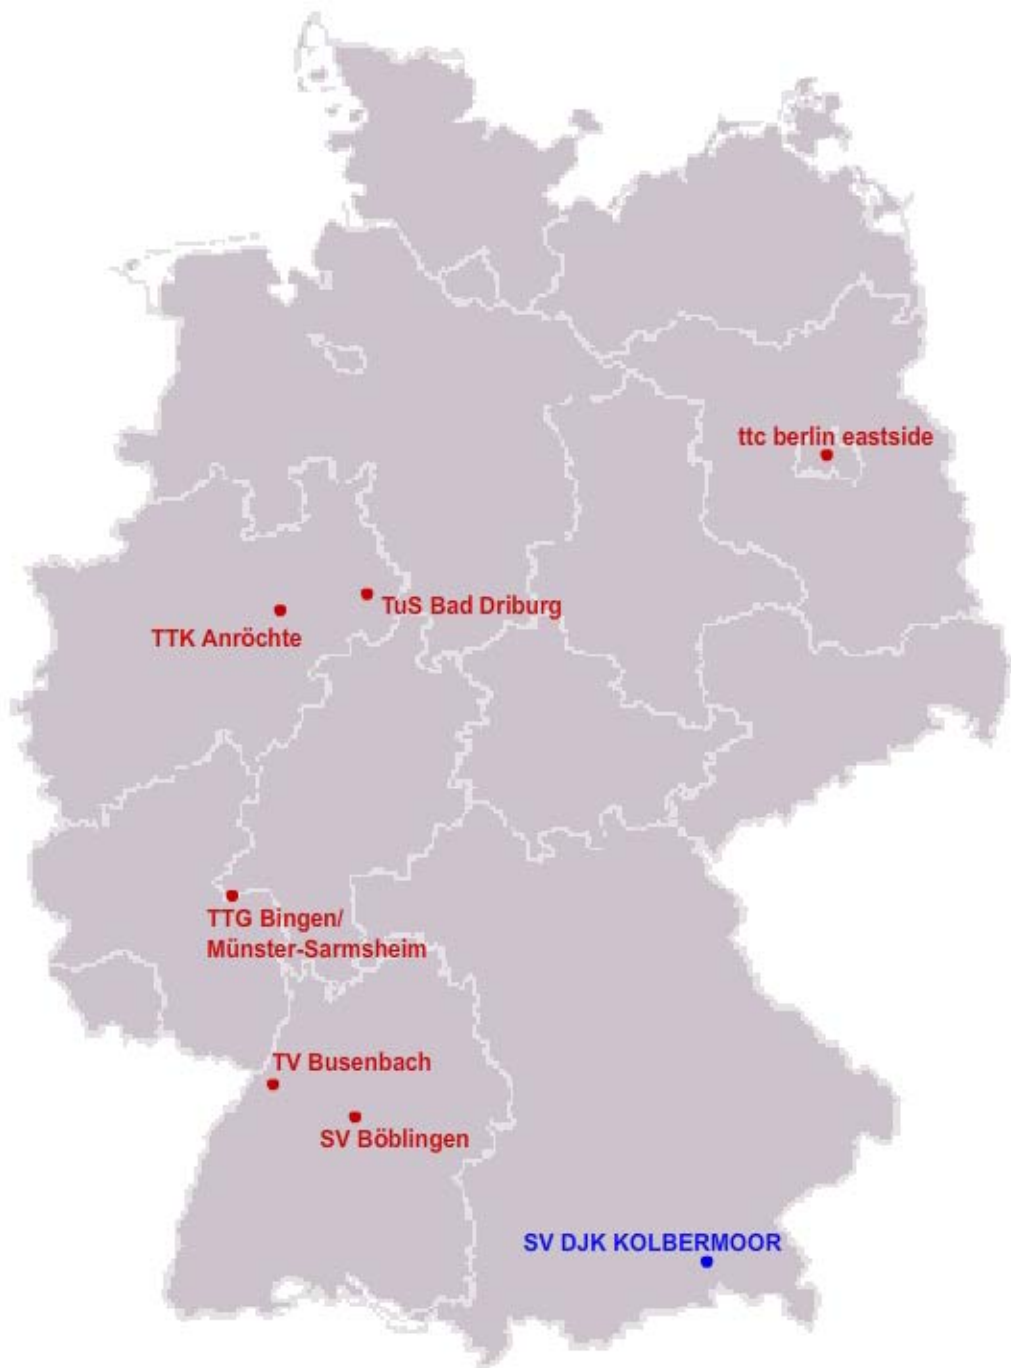 ttc berlin eastside
TuS Bad Driburg
TTK Anröchte
TTG Bingen/
Münster-Sarmsheim
TV Busenbach
SV Böblingen
SV DJK KOLBERMOOR